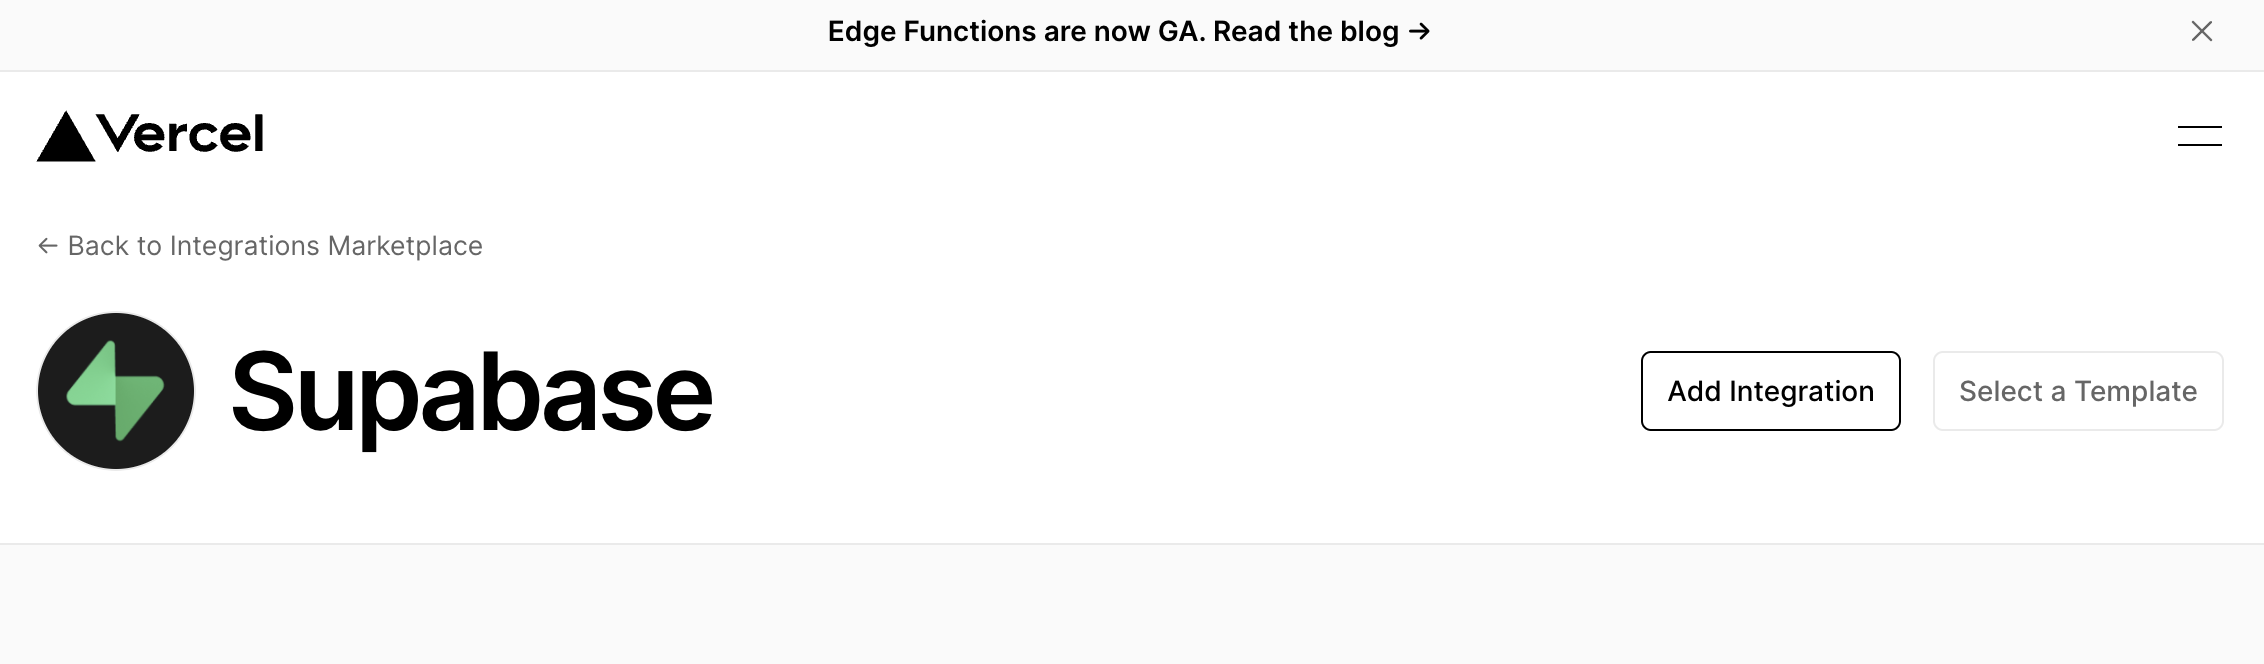 Edge Functions are now GA. Read the blog →
Vercel
← Back to Integrations Marketplace
Supabase
Add Integration
Select a Template